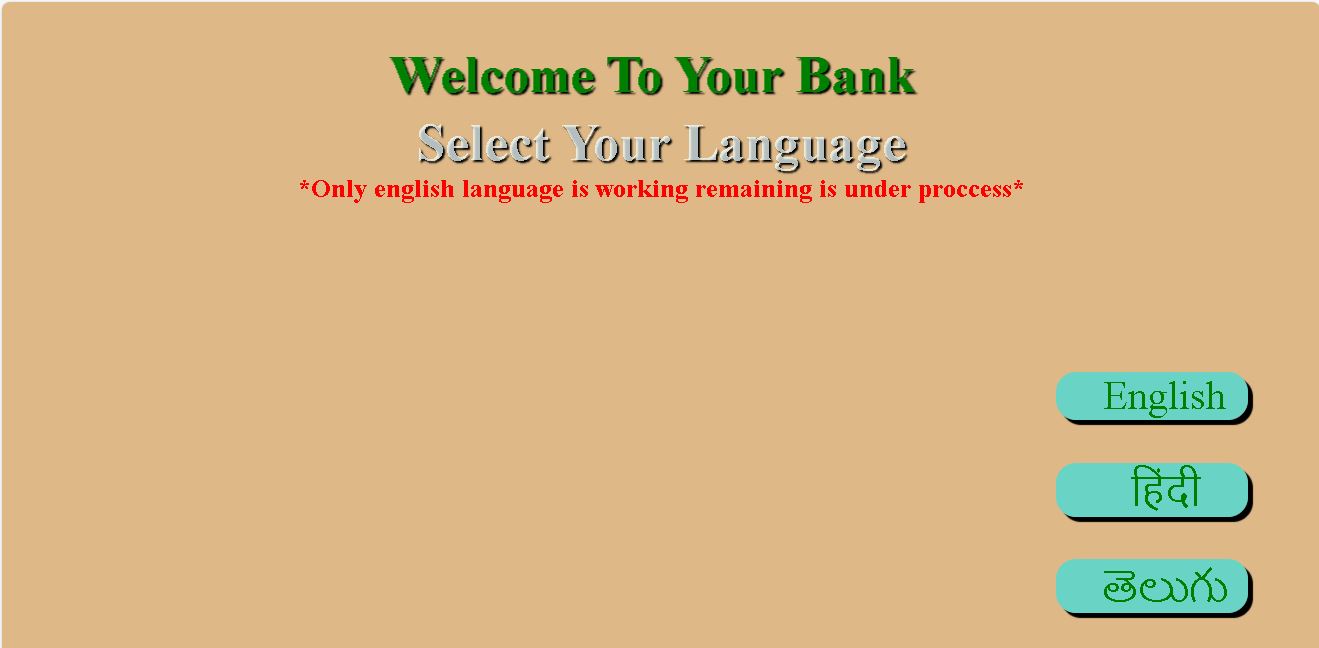 Welcome To Your Bank
Select Your Language
*Only english language is working remaining is under proccess*
English
हिंदी
తెలుగు